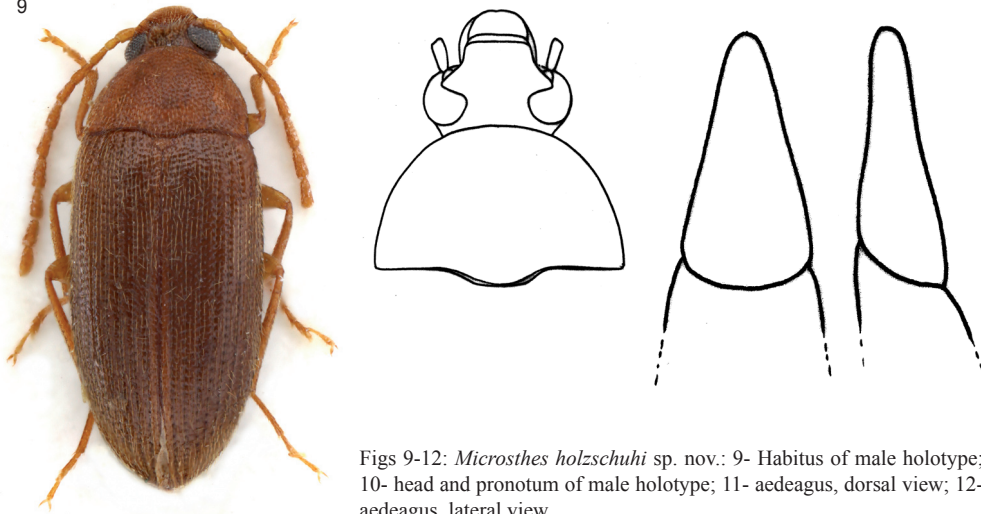 9
Figs 9-12: Microsthes holzschuhi sp. nov.: 9- Habitus of male holotype;
10- head and pronotum of male holotype; 11- aedeagus, dorsal view; 12-
aedeagus, lateral view